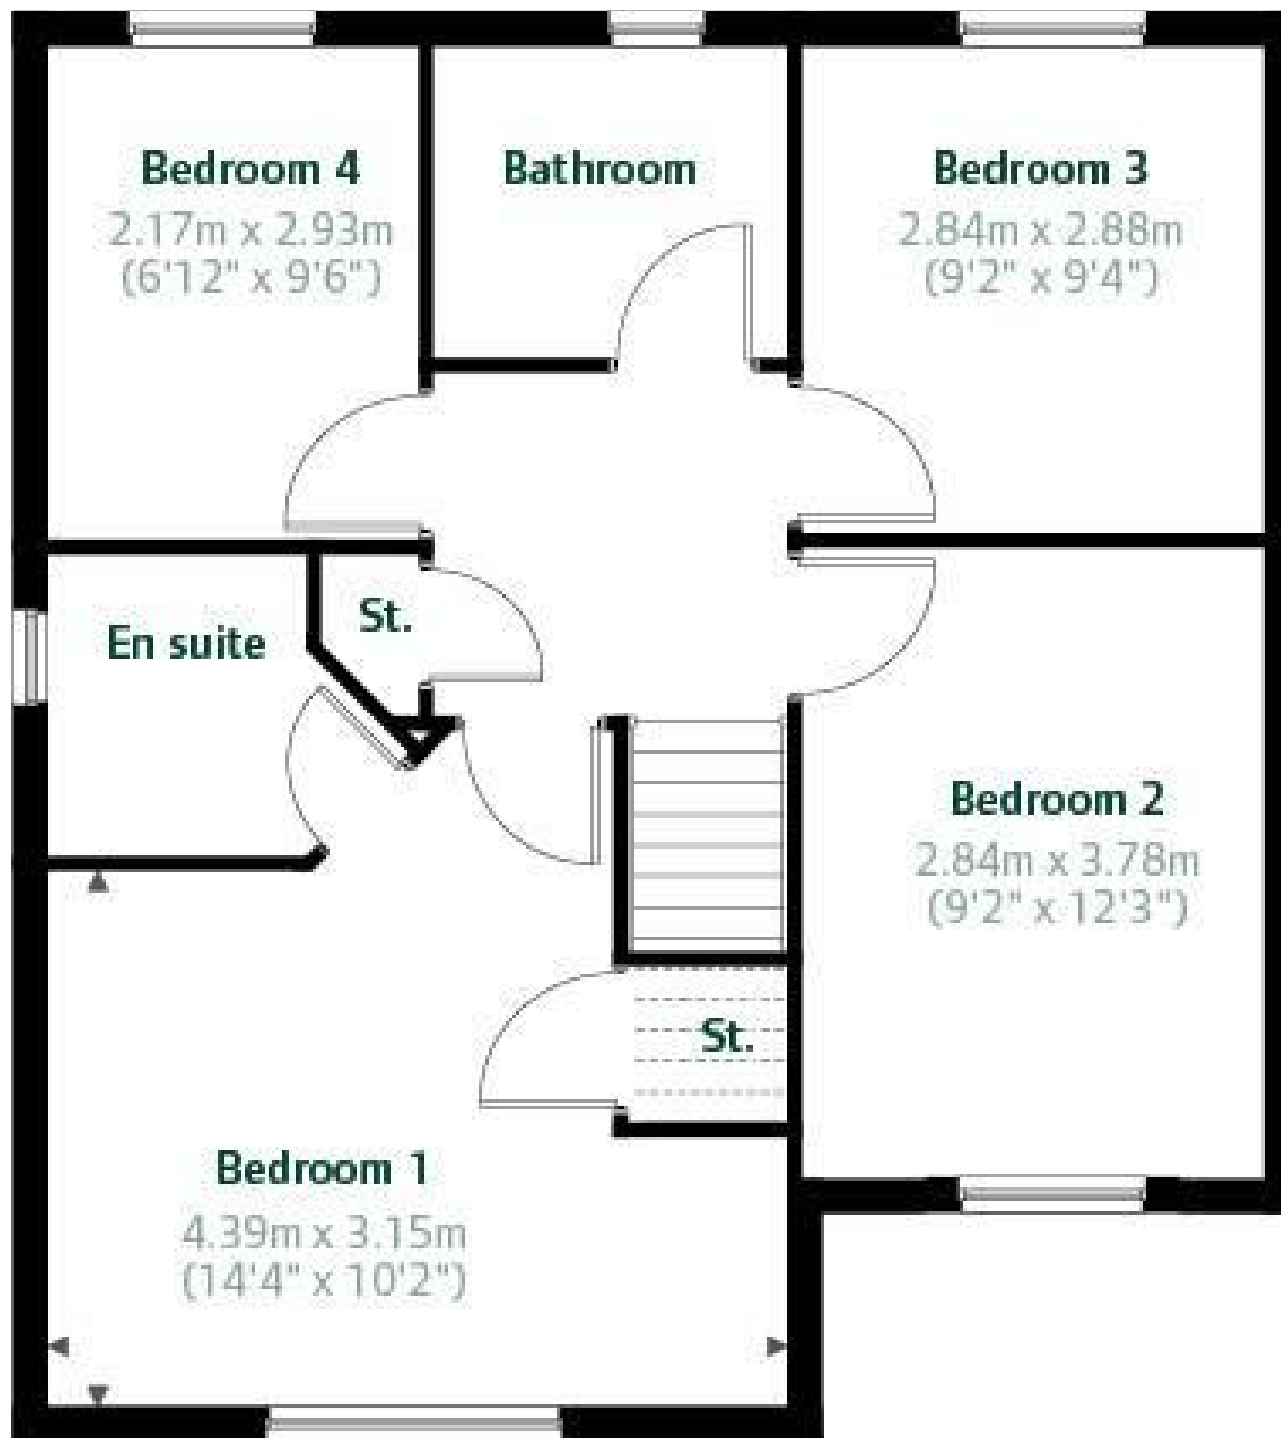 Bedroom 4
2.17m x 2.93m
(6'12" x 9'6")
Bathroom
Bedroom 3
2.84m x 2.88m
(9'2" x 9'4")
En suite
St.
Bedroom 2
2.84m x 3.78m
(9'2" x 12'3")
St.
Bedroom 1
4.39m x 3.15m
(14'4" x 10'2")